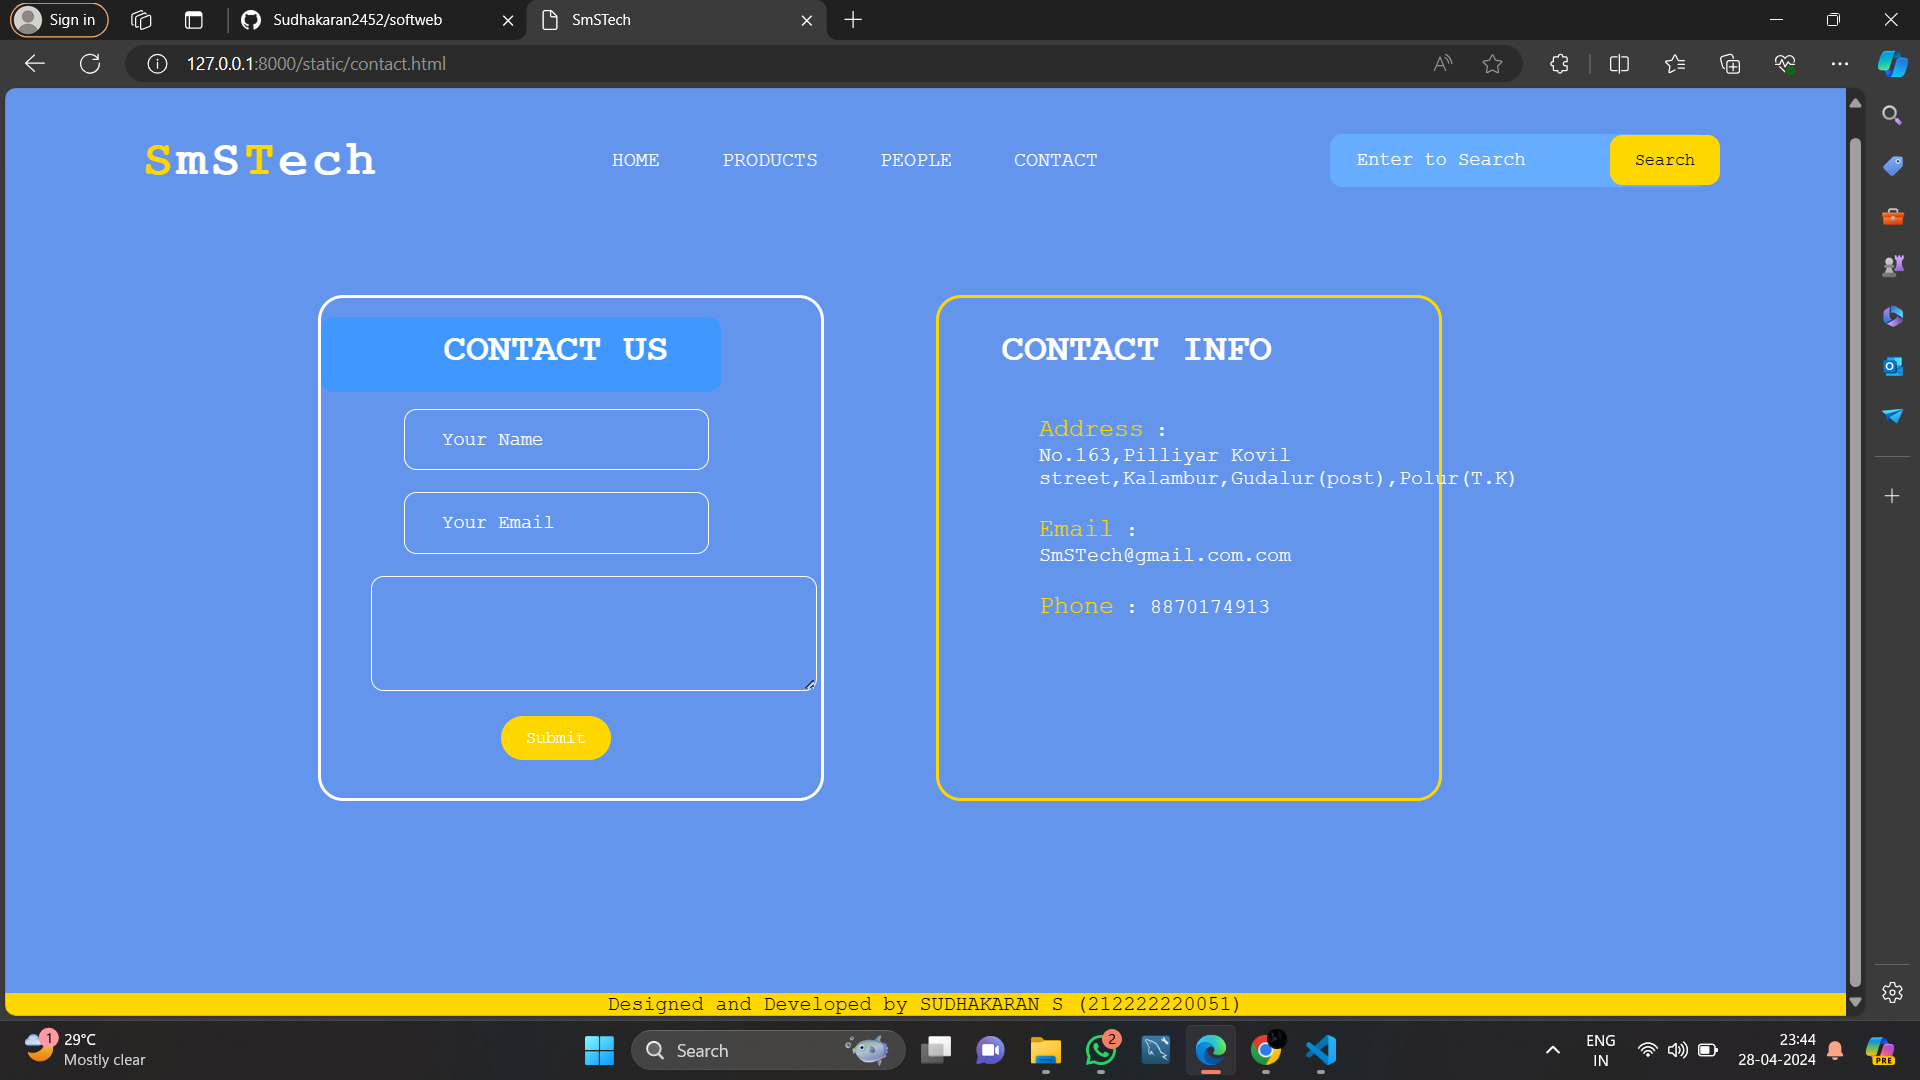 Sign in
Sudhakaran2452/softweb
SmSTech
127.0.0.1:8000/static/contact.html
SmSTech
HOME
PRODUCTS
PEOPLE
CONTACT
Enter to Search
Search
CONTACT US
Your Name
Your Email
Submit
CONTACT INFO
Address :
No.163,Pilliyar Kovil
street,Kalambur,Gudalur(post),Polur(T.K)
Email :
SmSTech@gmail.com.com
Phone : 8870174913
Designed and Developed by SUDHAKARAN S (212222220051)
1
29°C
Mostly clear
Search
2
ENG
IN
23:44
28-04-2024
PRE